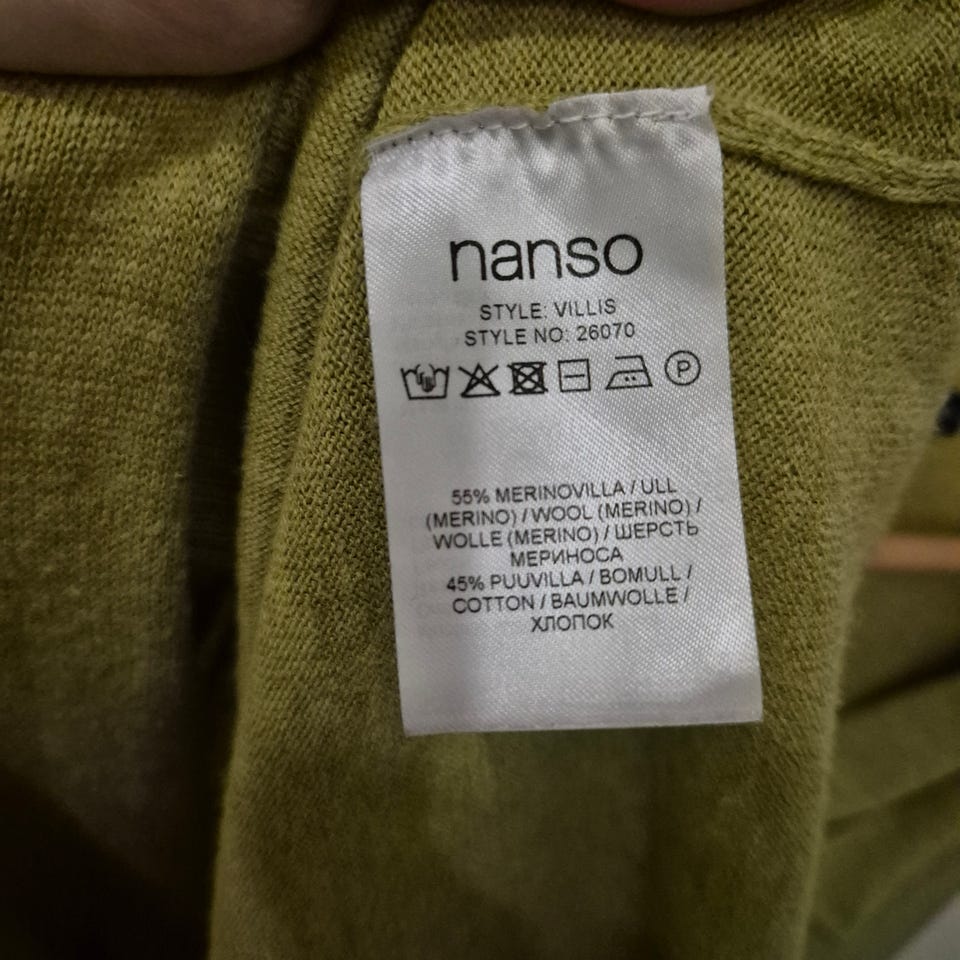 nanso
STYLE: VILLIS
STYLE NO: 26070
P
55% MERINOVILLA / ULL
(MERINO) / WOOL (MERINO) /
WOLLE (MERINO) / ШЕРСТЬ
МЕРИНОСА
45% PUUVILLA / BOMULL /
COTTON / BAUMWOLLE /
ХЛОПОК